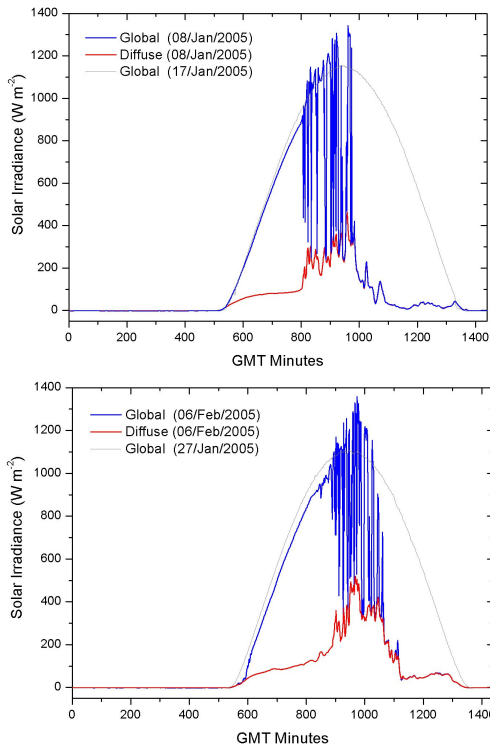 1400
1200
1000
800
600
400
200
0
Solar Irradiance (W m-2)
Global (08/Jan/2005)
Diffuse (08/Jan/2005)
Global (17/Jan/2005)
0 200 400 600 800 1000 1200 1400
GMT Minutes
1400
1200
1000
800
600
400
200
0
Solar Irradiance (W m-2)
Global (06/Feb/2005)
Diffuse (06/Feb/2005)
Global (27/Jan/2005)
0 200 400 600 800 1000 1200 1400
GMT Minutes